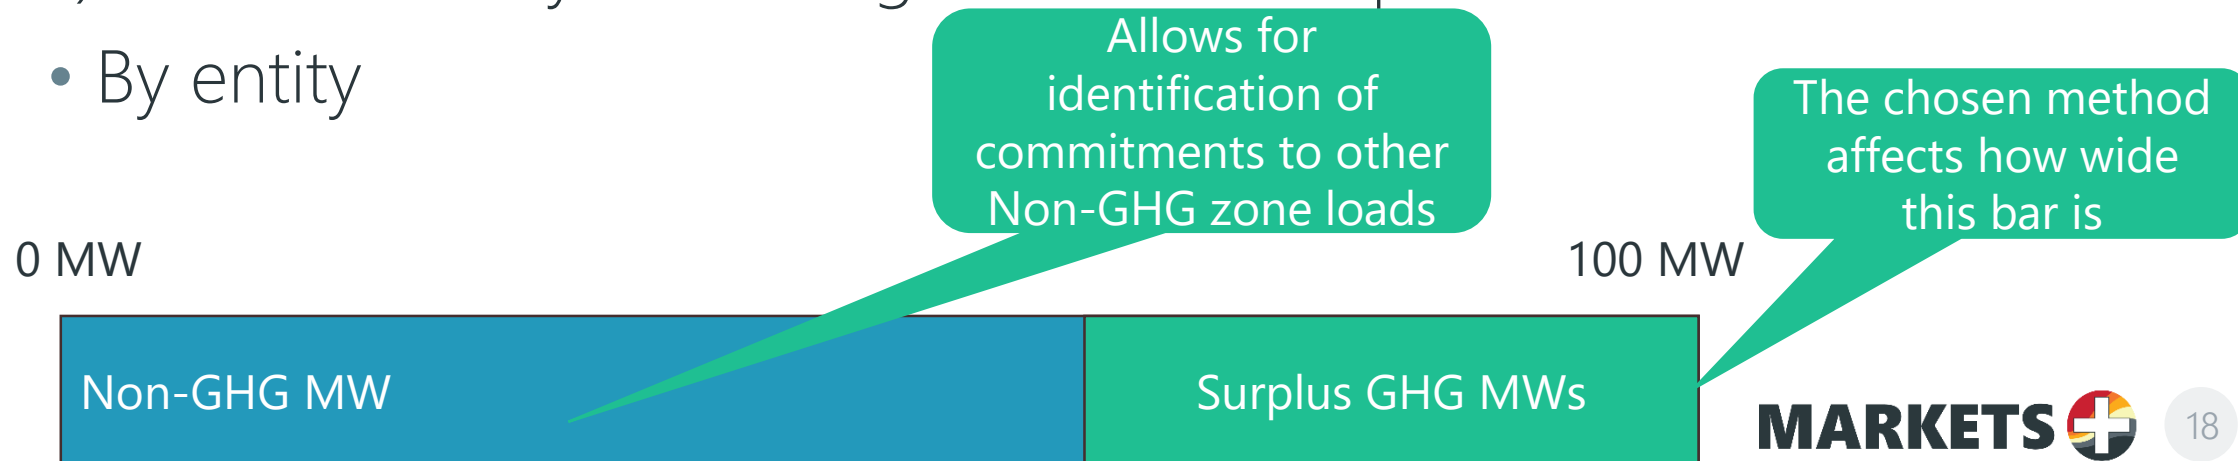 • By entity
Allows for
identification of
commitments to other
Non-GHG zone loads
The chosen method
affects how wide
this bar is
0 MW
100 MW
Non-GHG MW
Surplus GHG MWs
MARKETS+
18